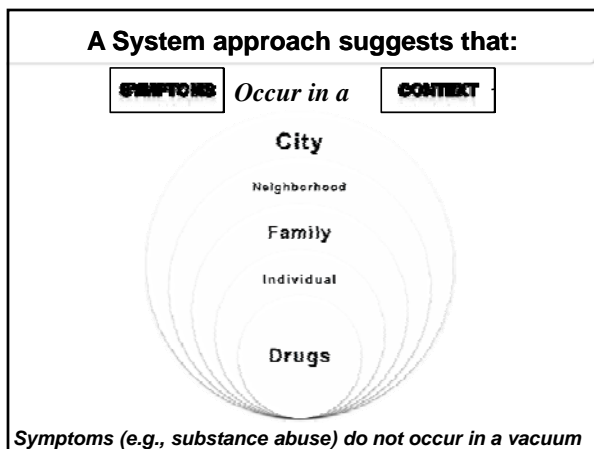 A System approach suggests that:
SYMPTOMS Occur in a CONTEXT
City
Neighborhood
Family
Individual
Drugs
Symptoms (e.g., substance abuse) do not occur in a vacuum